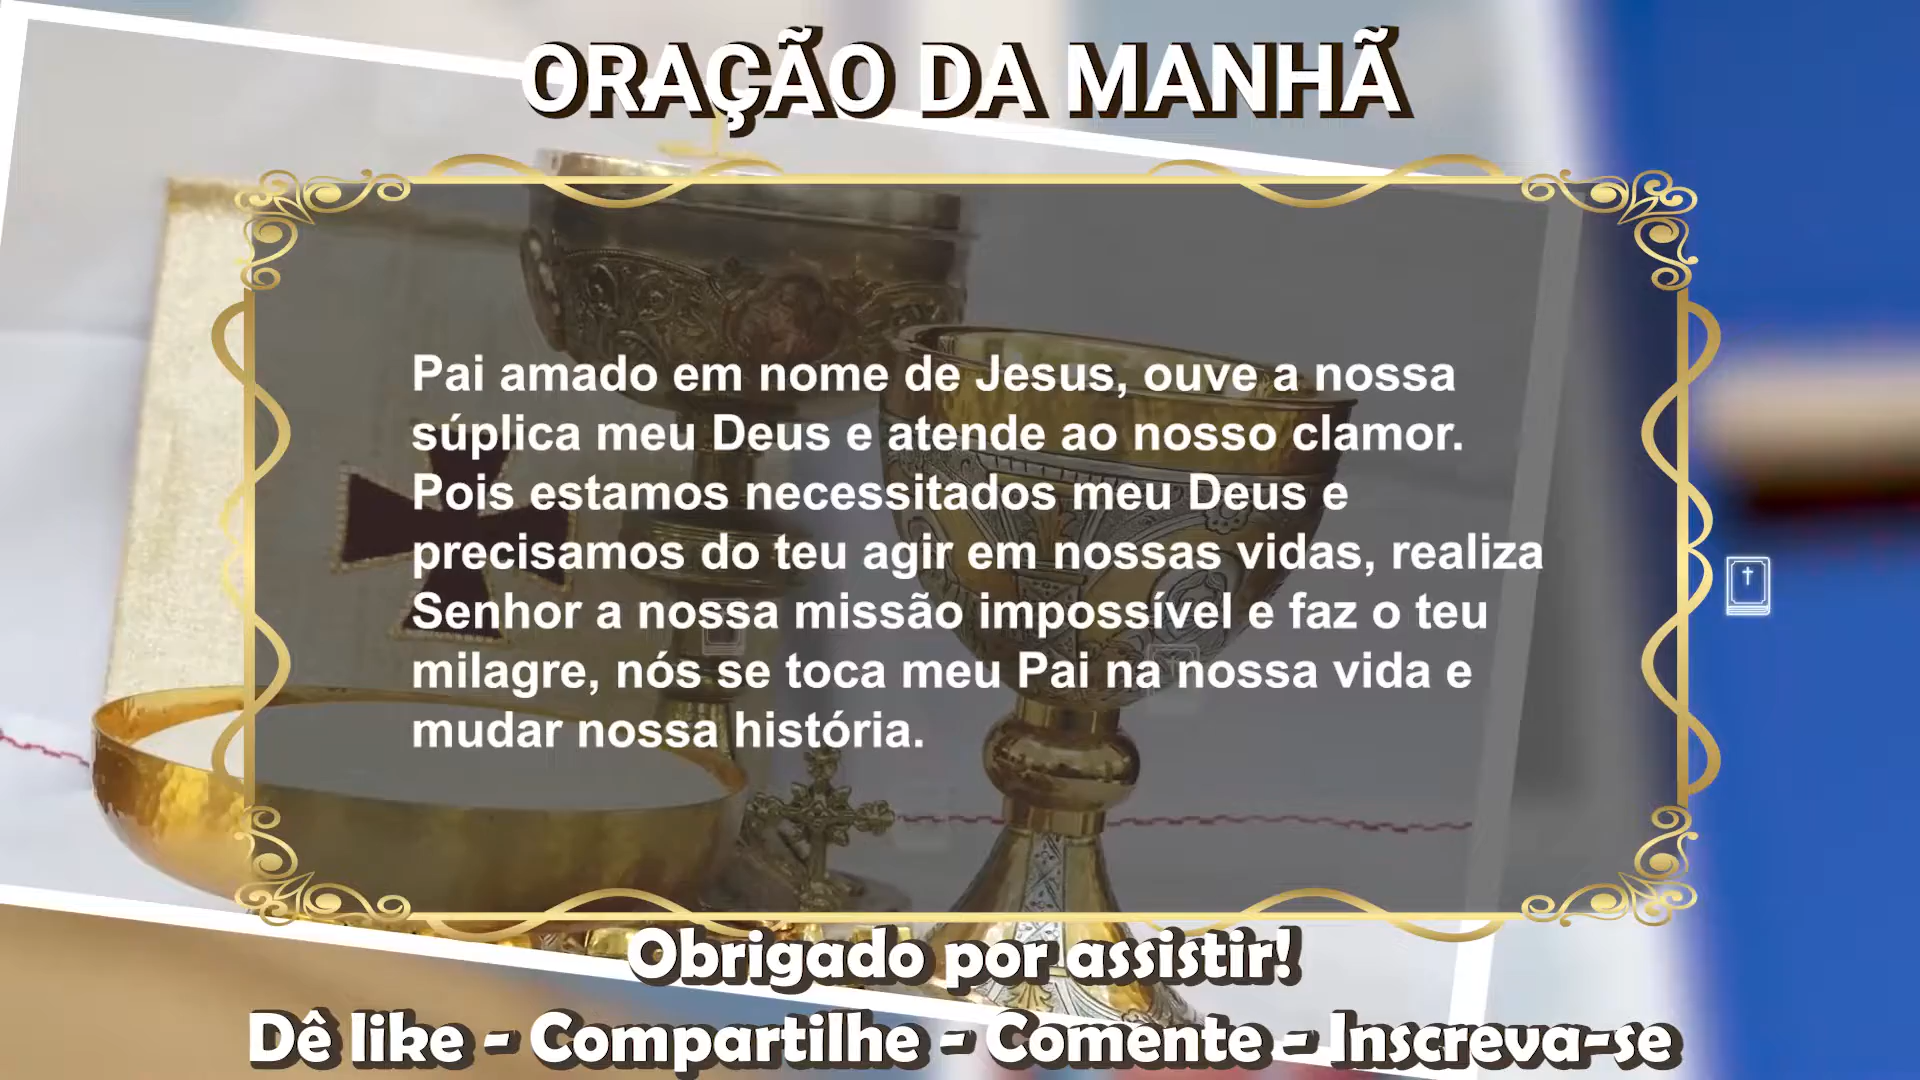 ORAÇÃO DA MANHÃ
Pai amado em nome de Jesus, ouve a nossa
súplica meu Deus e atende ao nosso clamor.
Pois estamos necessitados meu Deus e
precisamos do teu agir em nossas vidas, realiza
Senhor a nossa missão impossível e faz o teu
milagre, nós se toca meu Pai na nossa vida e
mudar nossa história.
Obrigado por assistir!
Dê like - Compartilhe - Comente - Inscreva-se